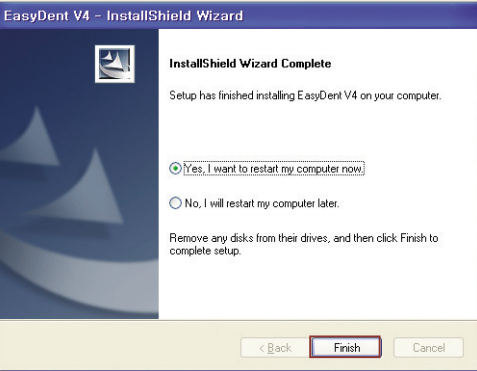 EasyDent V4 - InstallShield Wizard
InstallShield Wizard Complete
Setup has finished installing EasyDent V4 on your computer.
Yes, I want to restart my computer now.
No, I will restart my computer later.
Remove any disks from their drives, and then click Finish to
complete setup.
< Back
Finish
Cancel